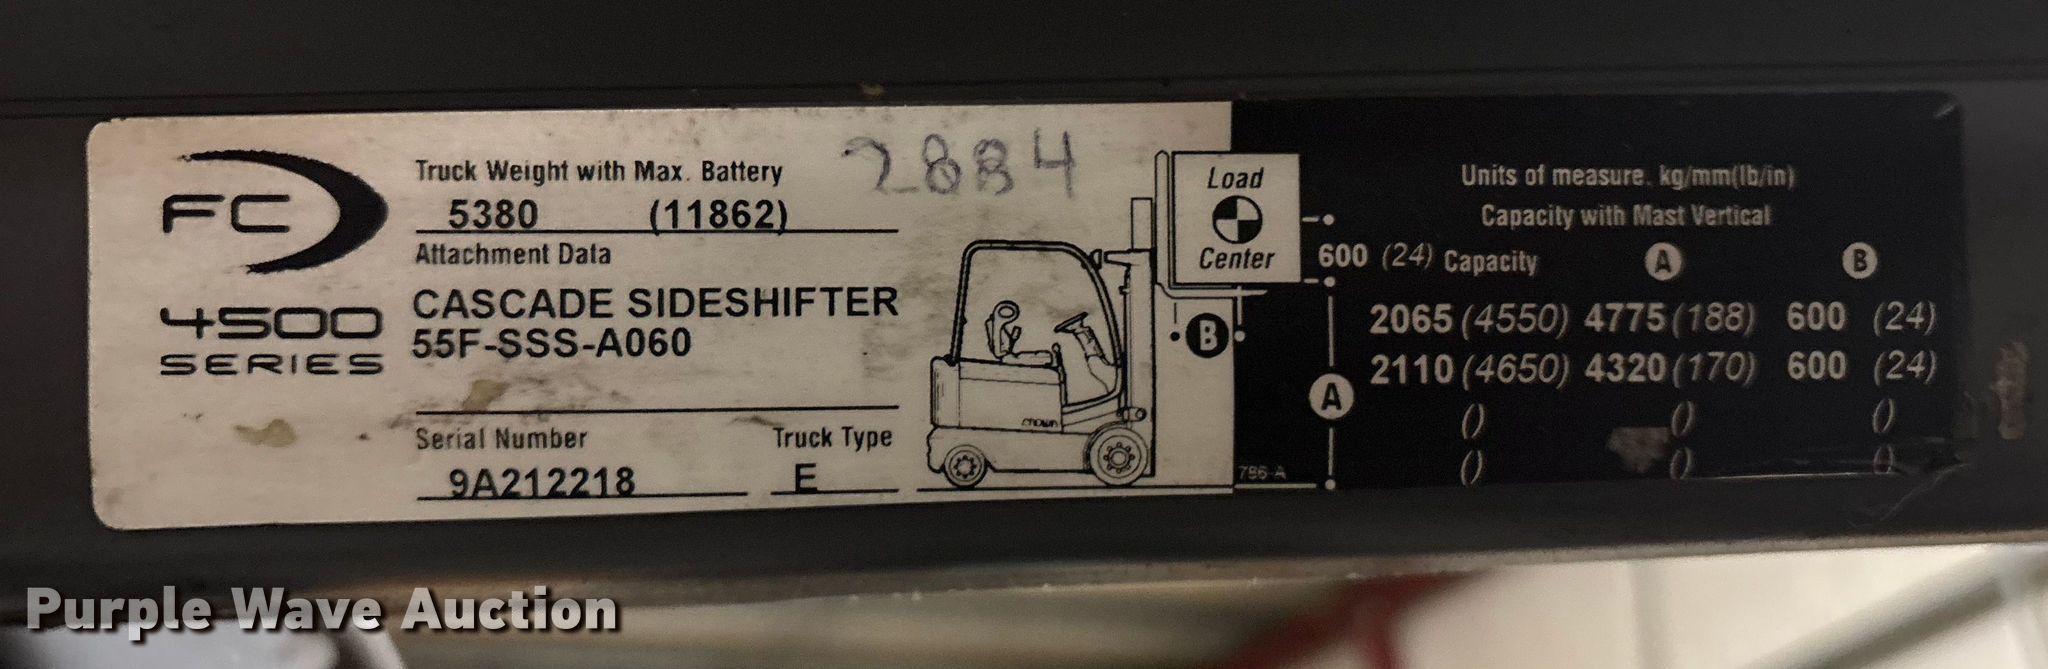 FC
4500
SERIES
Truck Weight with Max. Battery
5380 (11862)
2884
Attachment Data
CASCADE SIDESHIFTER
55F-SSS-A060
Serial Number Truck Type
9A212218 E
CROWN
Load
Center
B
A
786-A
Units of measure. kg/mm(lb/in)
Capacity with Mast Vertical
600 (24) Capacity A B
2065 (4550) 4775 (188) 600 (24)
2110 (4650) 4320 (170) 600 (24)
() () ()
() () ()
Purple Wave Auction